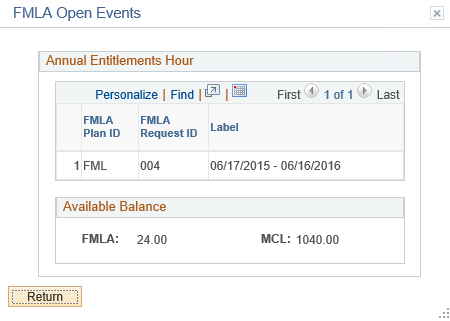 FMLA Open Events
Annual Entitlements Hour
Personalize | Find | | First 1 of 1 Last
FMLA Plan ID FMLA Request ID Label
1 FML 004 06/17/2015 - 06/16/2016
Available Balance
FMLA: 24.00 MCL: 1040.00
Return